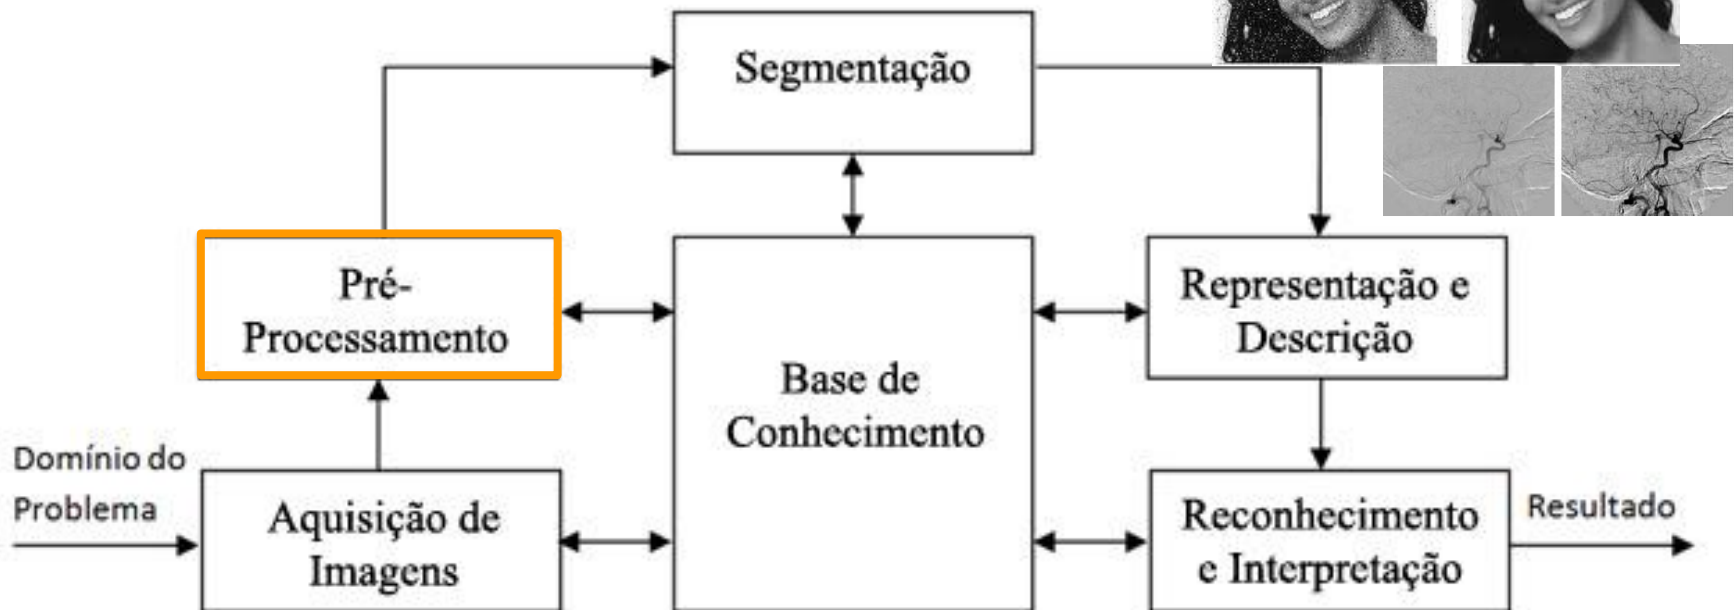 Segmentação
Pré-
Processamento
Representação e
Descrição
Base de
Conhecimento
Domínio do
Problema
Aquisição de
Imagens
Reconhecimento
e Interpretação
Resultado